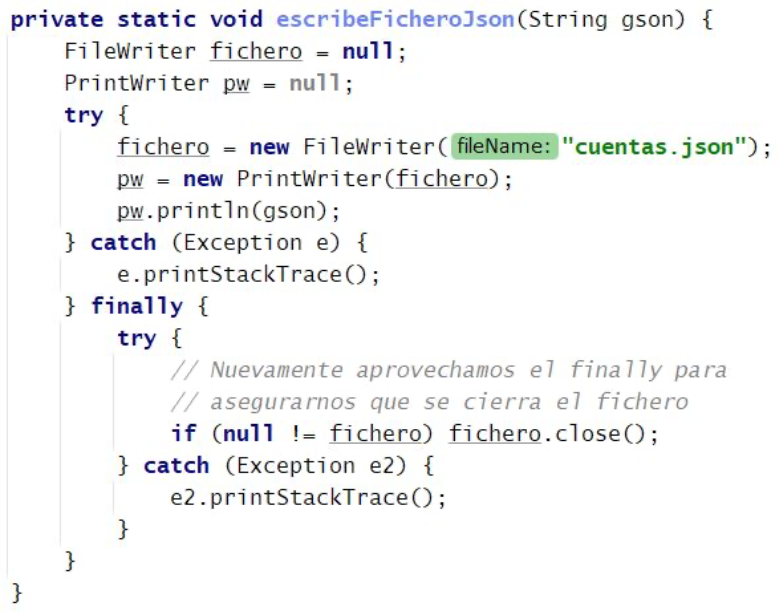 private static void escribeFicheroJson(String gson) {
FileWriter fichero = null;
PrintWriter pw = null;
try {
fichero = new FileWriter( fileName: "cuentas.json");
pw = new PrintWriter(fichero);
pw.println(gson);
} catch (Exception e) {
e.printStackTrace();
} finally {
try {
// Nuevamente aprovechamos el finally para
// asegurarnos que se cierra el fichero
if (null != fichero) fichero.close();
} catch (Exception e2) {
e2.printStackTrace();
}
}
}